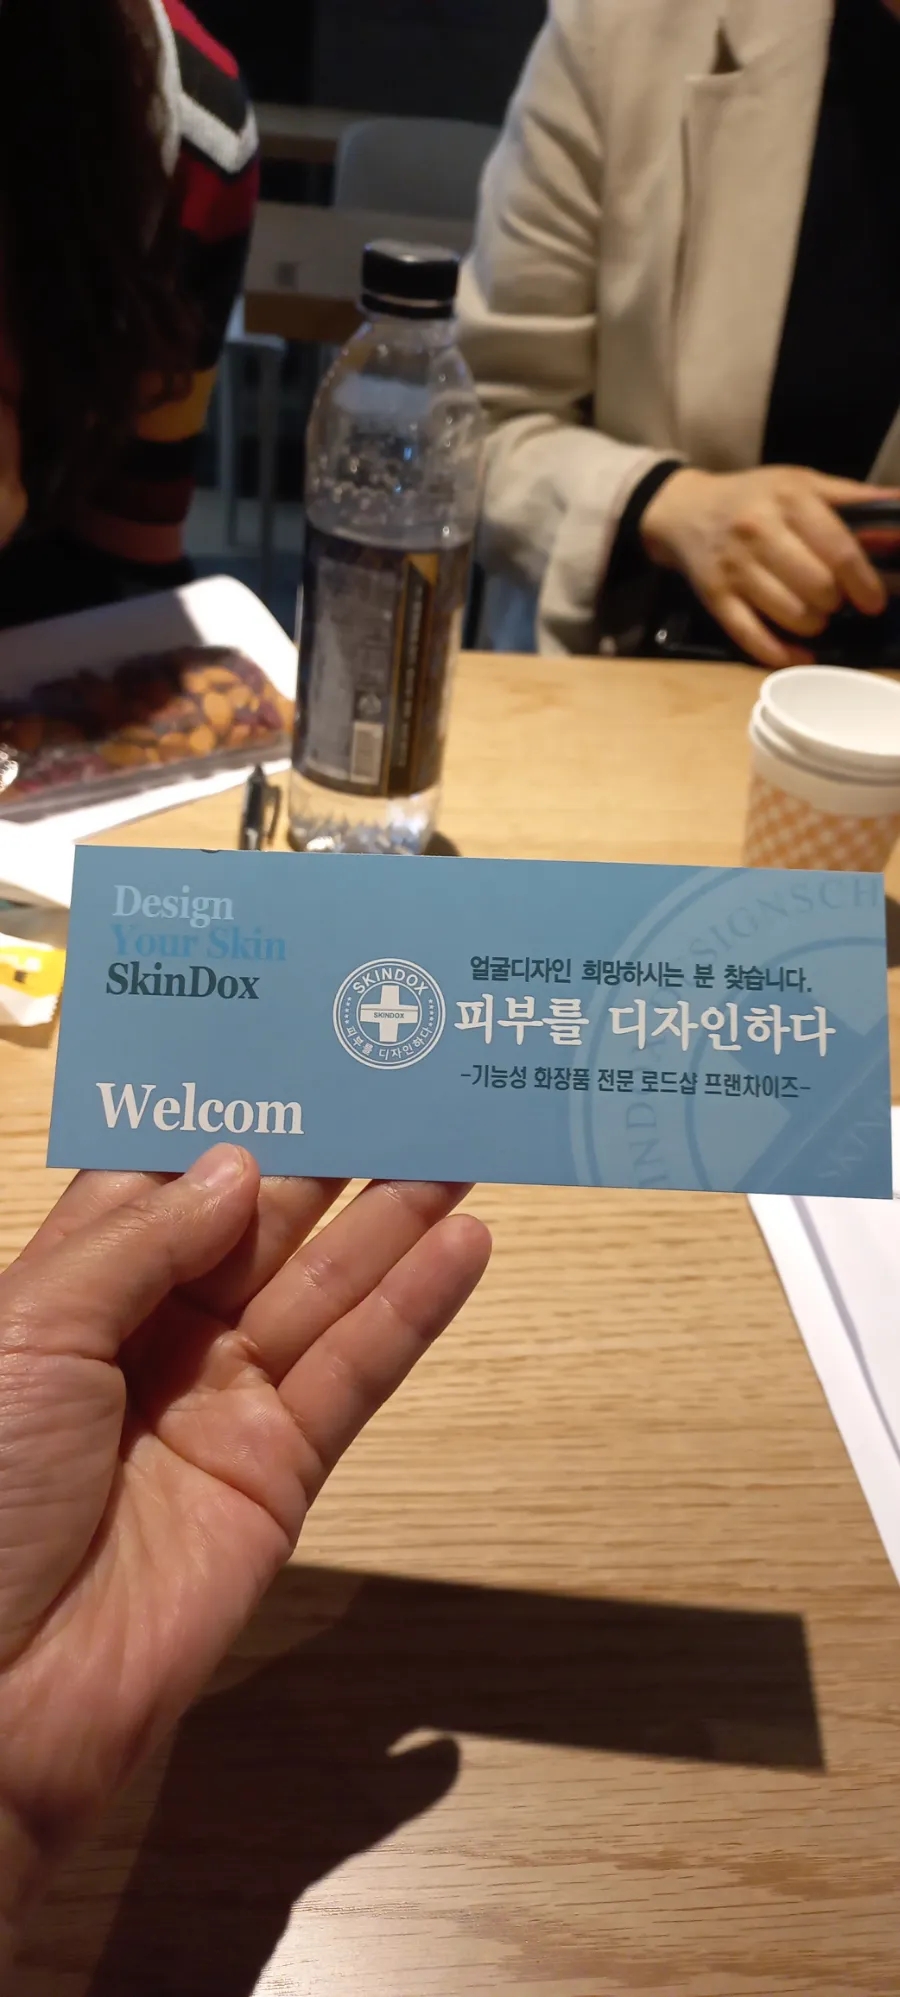 Design
Your Skin
SkinDox
Welcom
SKINDOX
SKINDOX
피부를 디자인하다
얼굴디자인 희망하시는 분 찾습니다.
피부를 디자인하다
-기능성 화장품 전문 로드샵 프랜차이즈-